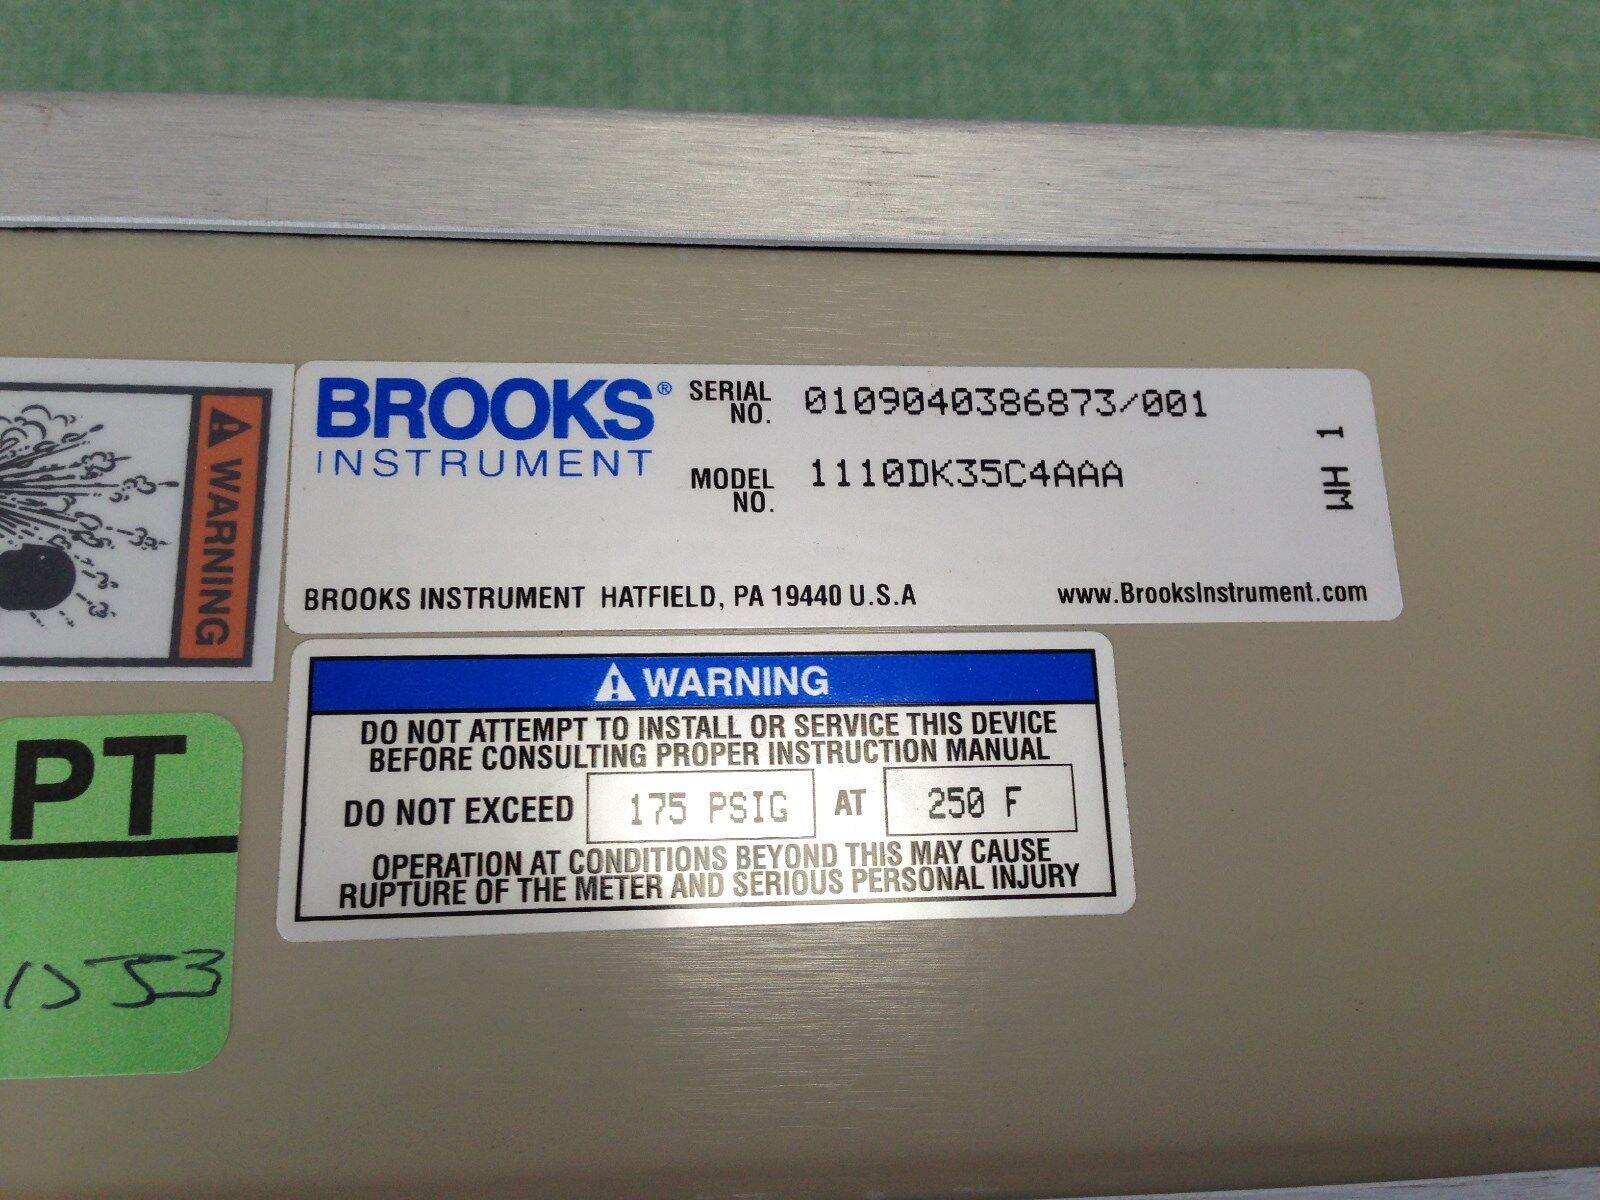 BROOKS®
INSTRUMENT
SERIAL NO. 0109040386873/001
MODEL NO. 1110DK35C4AAA
1 HM
BROOKS INSTRUMENT HATFIELD, PA 19440 U.S.A
www.BrooksInstrument.com
WARNING
WARNING
DO NOT ATTEMPT TO INSTALL OR SERVICE THIS DEVICE
BEFORE CONSULTING PROPER INSTRUCTION MANUAL
DO NOT EXCEED 175 PSIG AT 250 F
OPERATION AT CONDITIONS BEYOND THIS MAY CAUSE
RUPTURE OF THE METER AND SERIOUS PERSONAL INJURY
PT